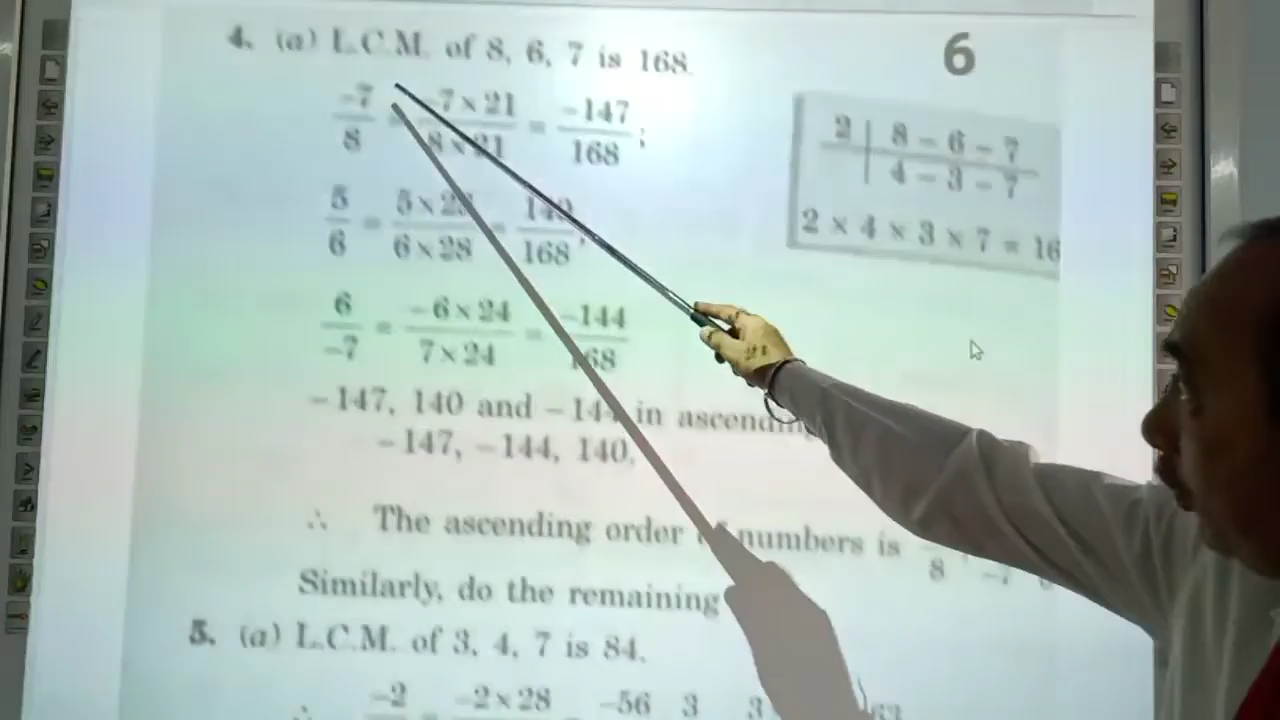 4. (a) L.C.M. of 8, 6, 7 is 168.
6
-7/8 = -7×21/8×21 = -147/168;
2 | 8 – 6 – 7
4 – 3 – 7
2 × 4 × 3 × 7 = 16
5/6 = 5×28/6×28 = 140/168,
6/-7 = -6×24/7×24 = -144/168
-147, 140 and -144 in ascending
-147, -144, 140.
∴ The ascending order of numbers is 8 , -7
Similarly, do the remaining
5. (a) L.C.M. of 3, 4, 7 is 84.
∴ -2 = -2×28 = -56 3 3 63